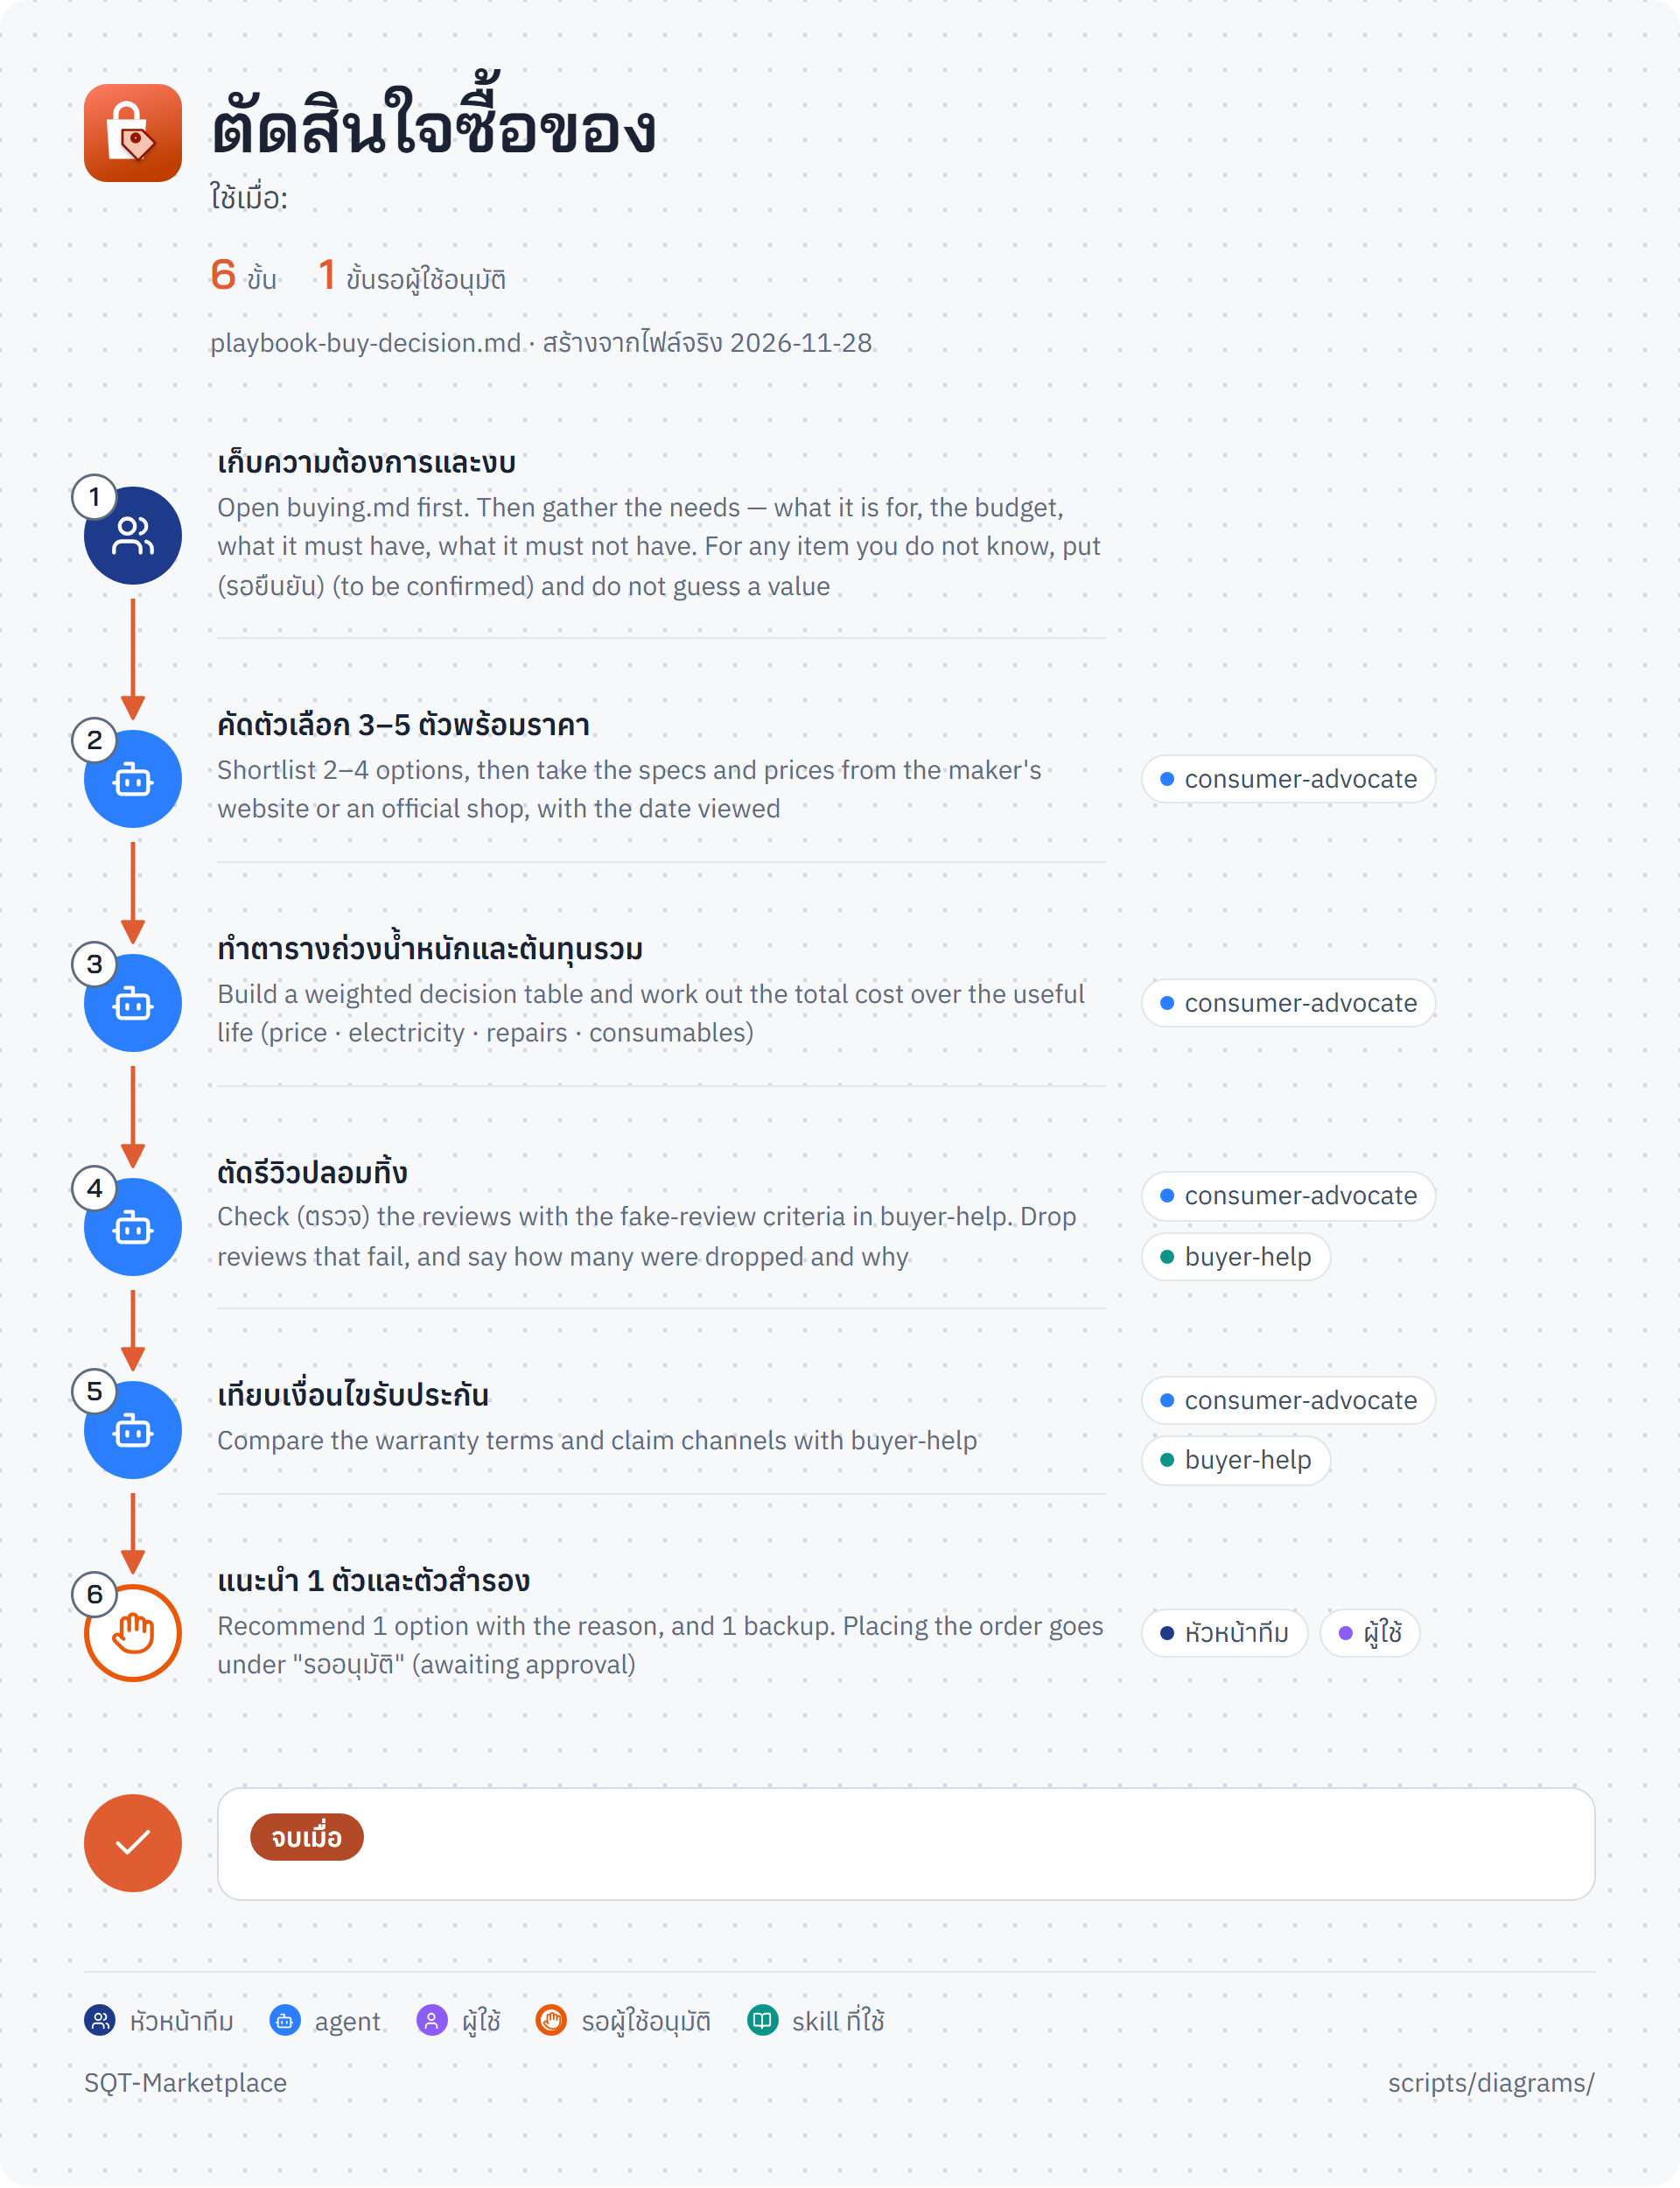 ตัดสินใจซื้อของ
ใช้เมื่อ:
6 ขั้น 1 ขั้นรอผู้ใช้อนุมัติ
playbook-buy-decision.md · สร้างจากไฟล์จริง 2026-11-28
1
เก็บความต้องการและงบ
Open buying.md first. Then gather the needs — what it is for, the budget,
what it must have, what it must not have. For any item you do not know, put
(รอยืนยัน) (to be confirmed) and do not guess a value
2
คัดตัวเลือก 3–5 ตัวพร้อมราคา
Shortlist 2–4 options, then take the specs and prices from the maker's
website or an official shop, with the date viewed
consumer-advocate
3
ทำตารางถ่วงน้ำหนักและต้นทุนรวม
Build a weighted decision table and work out the total cost over the useful
life (price · electricity · repairs · consumables)
consumer-advocate
4
ตัดรีวิวปลอมทิ้ง
Check (ตรวจ) the reviews with the fake-review criteria in buyer-help. Drop
reviews that fail, and say how many were dropped and why
consumer-advocate
buyer-help
5
เทียบเงื่อนไขรับประกัน
Compare the warranty terms and claim channels with buyer-help
consumer-advocate
buyer-help
6
แนะนำ 1 ตัวและตัวสำรอง
Recommend 1 option with the reason, and 1 backup. Placing the order goes
under "รออนุมัติ" (awaiting approval)
หัวหน้าทีม ผู้ใช้
จบเมื่อ
หัวหน้าทีม agent ผู้ใช้ รอผู้ใช้อนุมัติ skill ที่ใช้
SQT-Marketplace scripts/diagrams/